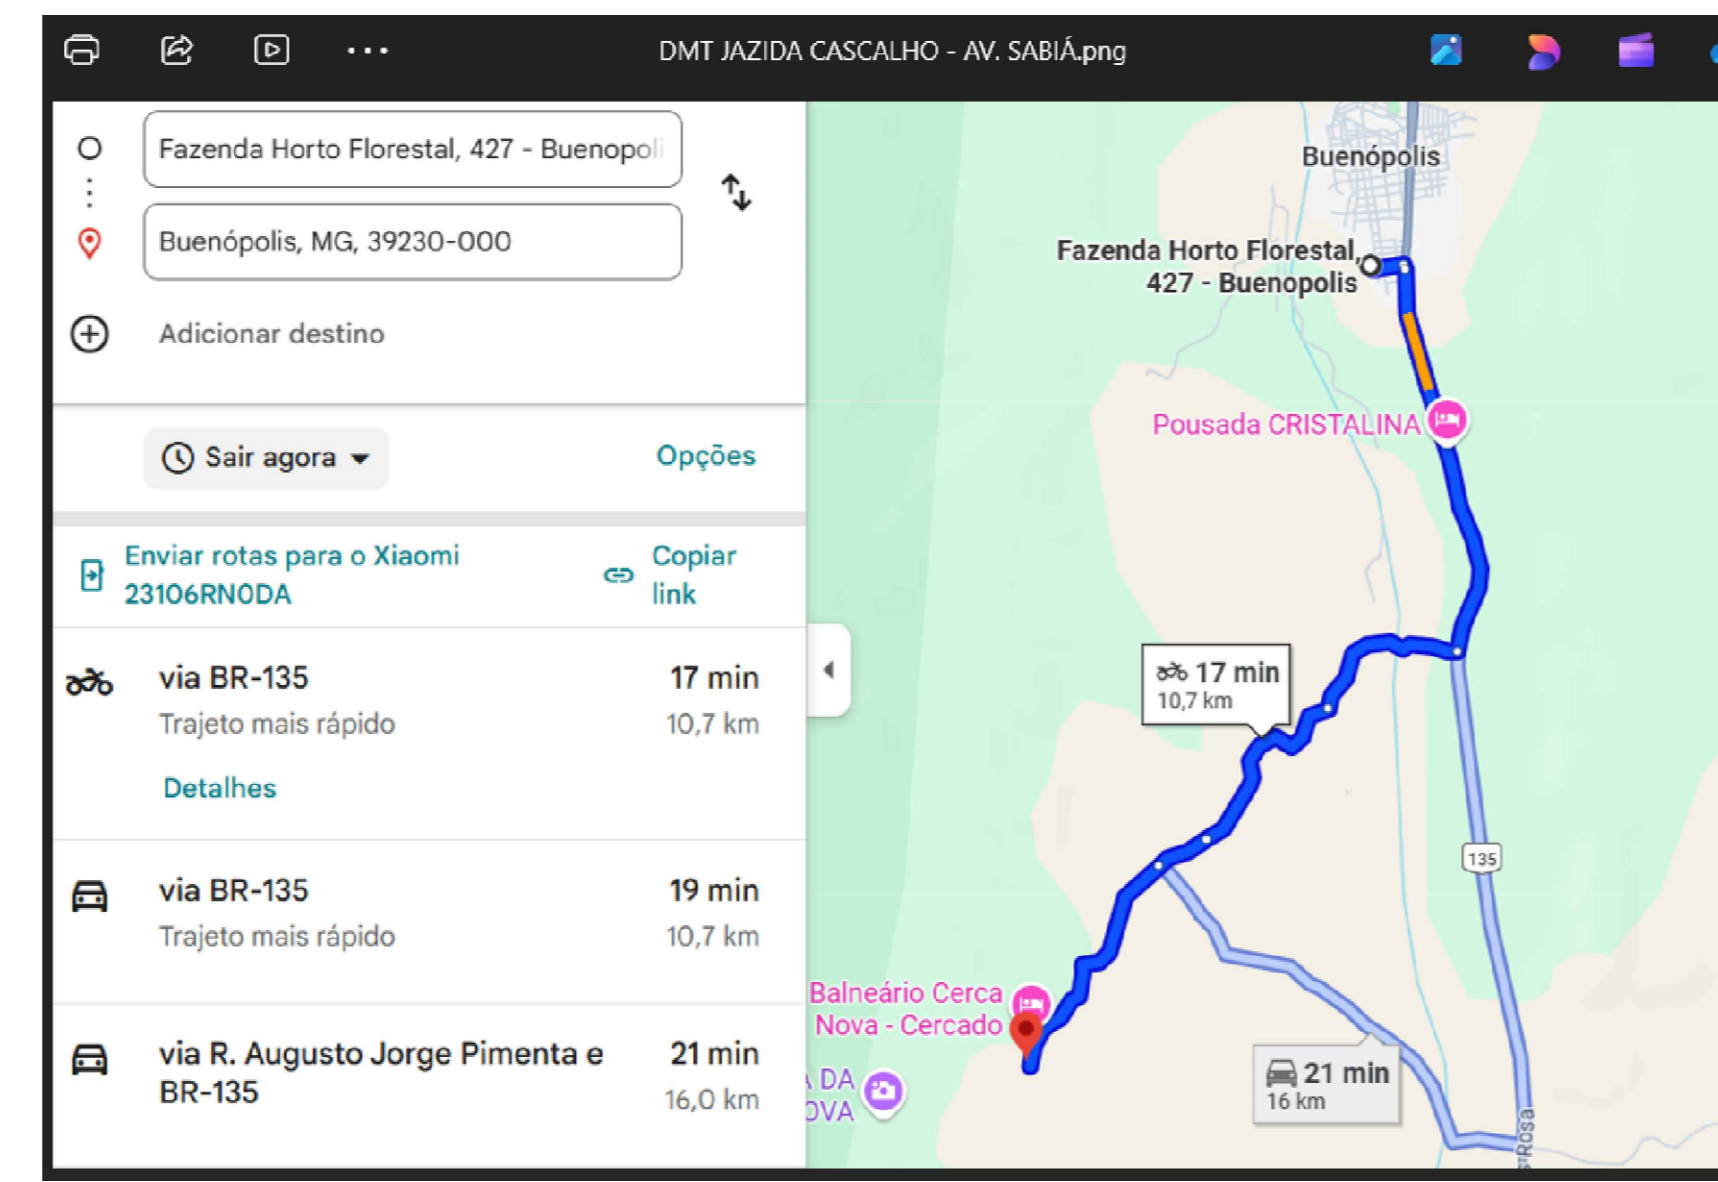 DMT JAZIDA CASCALHO - AV. SABIÁ.png
Fazenda Horto Florestal, 427 - Buenopoli
Buenópolis, MG, 39230-000
Adicionar destino
Sair agora
Opções
Enviar rotas para o Xiaomi
23106RN0DA
Copiar
link
via BR-135
17 min
Trajeto mais rápido
10,7 km
Detalhes
via BR-135
19 min
Trajeto mais rápido
10,7 km
via R. Augusto Jorge Pimenta e
BR-135
21 min
16,0 km
Buenópolis
Fazenda Horto Florestal,
427 - Buenopolis
Pousada CRISTALINA
17 min
10,7 km
135
Balneário Cerca
Nova - Cercado
DA
OVA
21 min
16 km
Rosa